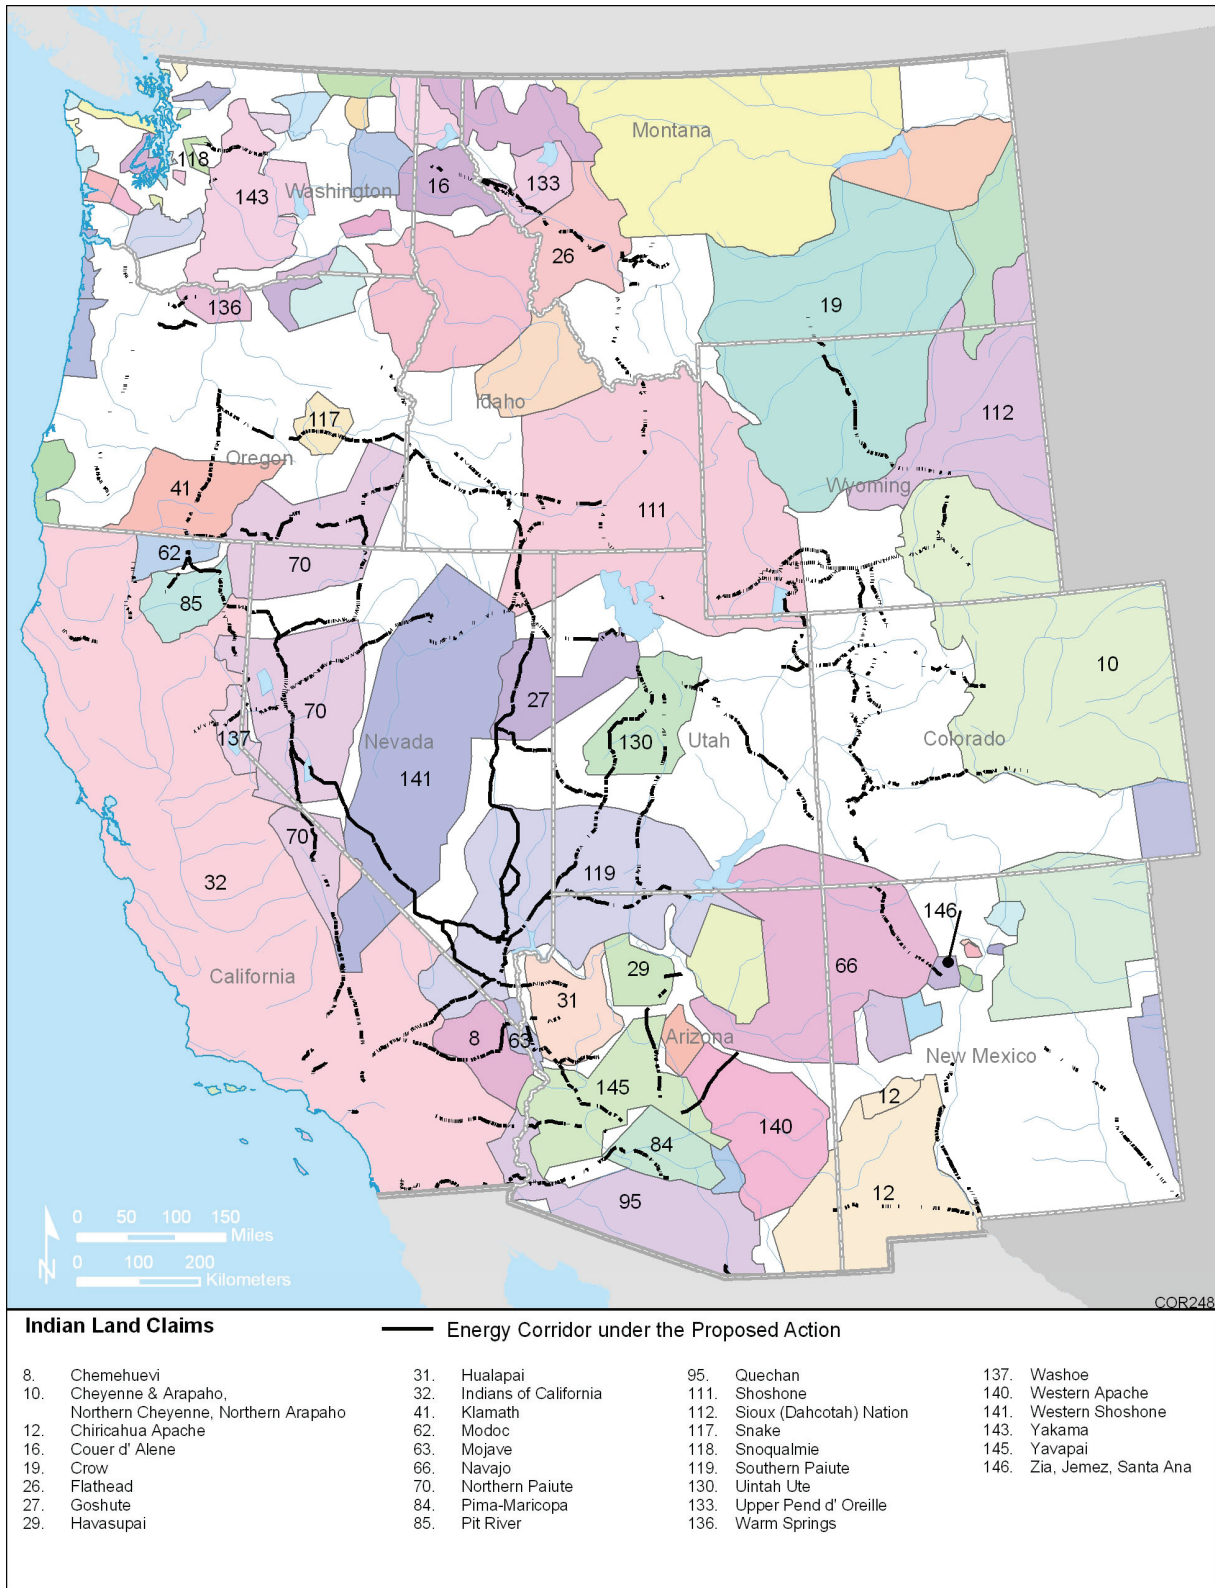 Montana
118
16
133
143
Washington
26
19
136
Idaho
112
117
Oregon
Wyoming
41
111
62
70
85
10
27
70
137
Nevada
130
Utah
Colorado
141
70
119
32
146
California
29
66
31
8
63
Arizona
New Mexico
145
12
140
84
95
12
0 50 100 150
Miles
N
0 100 200
Kilometers
COR248
Indian Land Claims
Energy Corridor under the Proposed Action
8. Chemehuevi
10. Cheyenne & Arapaho,
Northern Cheyenne, Northern Arapaho
12. Chiricahua Apache
16. Couer d' Alene
19. Crow
26. Flathead
27. Goshute
29. Havasupai
31. Hualapai
32. Indians of California
41. Klamath
62. Modoc
63. Mojave
66. Navajo
70. Northern Paiute
84. Pima-Maricopa
85. Pit River
95. Quechan
111. Shoshone
112. Sioux (Dahcotah) Nation
117. Snake
118. Snoqualmie
119. Southern Paiute
130. Uintah Ute
133. Upper Pend d' Oreille
136. Warm Springs
137. Washoe
140. Western Apache
141. Western Shoshone
143. Yakama
145. Yavapai
146. Zia, Jemez, Santa Ana